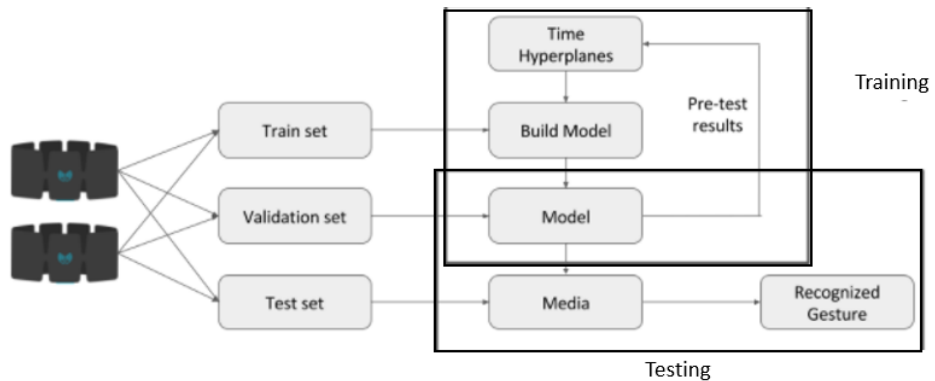 Time
Hyperplanes
Training
Pre-test
results
Train set
Build Model
Validation set
Model
Test set
Media
Recognized
Gesture
Testing